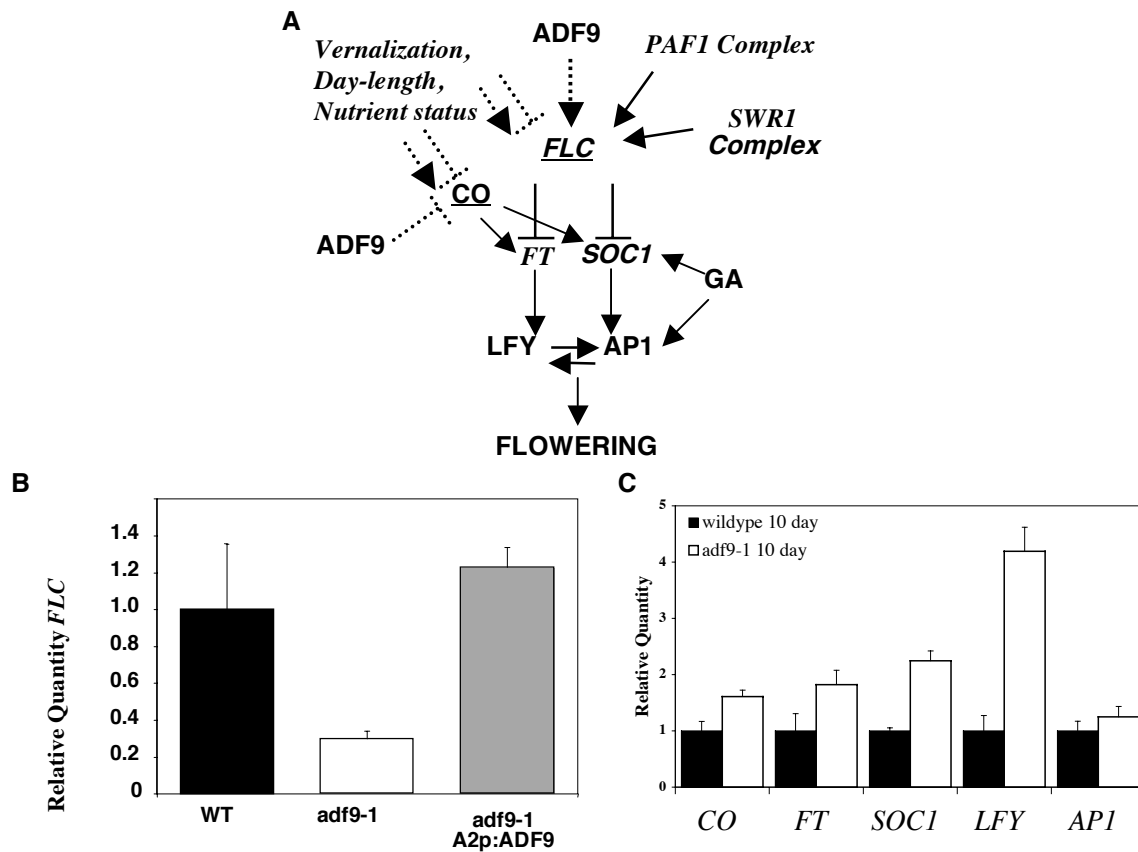 A
ADF9
PAF1 Complex
Vernalization,
Day-length,
Nutrient status
SWR1
Complex
FLC
CO
ADF9
FT
SOC1
GA
LFY
AP1
FLOWERING
B
Relative Quantity FLC
1.4
1.2
1.0
0.8
0.6
0.4
0.2
0
WT
adf9-1
adf9-1
A2p:ADF9
C
Relative Quantity
5
4
3
2
1
0
wildype 10 day
adf9-1 10 day
CO
FT
SOC1
LFY
AP1